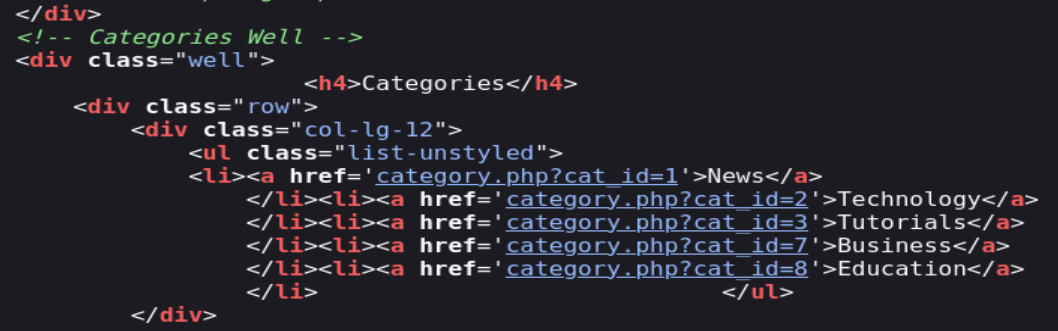 </div>
<!-- Categories Well -->
<div class="well">
<h4>Categories</h4>
<div class="row">
<div class="col-lg-12">
<ul class="list-unstyled">
<li><a href='category.php?cat_id=1'>News</a>
</li><li><a href='category.php?cat_id=2'>Technology</a>
</li><li><a href='category.php?cat_id=3'>Tutorials</a>
</li><li><a href='category.php?cat_id=7'>Business</a>
</li><li><a href='category.php?cat_id=8'>Education</a>
</li> </ul>
</div>